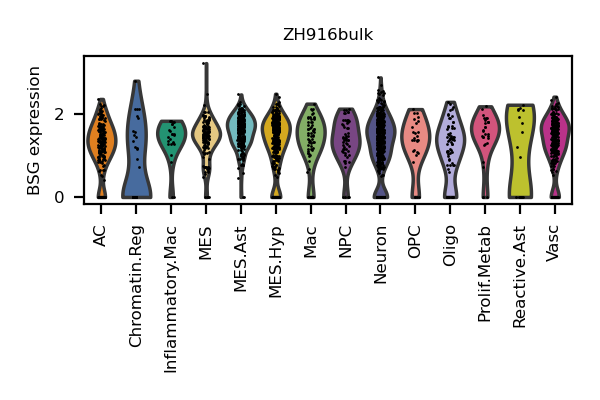 ZH916bulk
BSG expression
2
0
AC
Chromatin.Reg
Inflammatory.Mac
MES
MES.Ast
MES.Hyp
Mac
NPC
Neuron
OPC
Oligo
Prolif.Metab
Reactive.Ast
Vasc